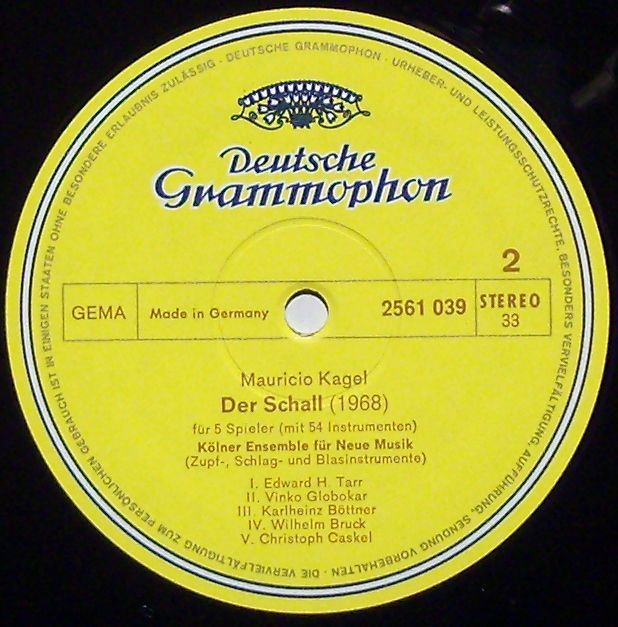 DEUTSCHE GRAMMOPHON · URHEBER- UND LEISTUNGSSCHUTZRECHTE, BESONDERS VERVIELFÄLTIGUNG, AUFFÜHRUNG, SENDUNG VORBEHALTEN · DIE VERVIELFÄLTIGUNG ZUM PERSÖNLICHEN GEBRAUCH IST IN EINIGEN STAATEN OHNE BESONDERE ERLAUBNIS ZULÄSSIG ·
Deutsche
Grammophon
2
GEMA Made in Germany 2561 039 STEREO
33
Mauricio Kagel
Der Schall (1968)
für 5 Spieler (mit 54 Instrumenten)
Kölner Ensemble für Neue Musik
(Zupf-, Schlag- und Blasinstrumente)
I. Edward H. Tarr
II. Vinko Globokar
III. Karlheinz Böttner
IV. Wilhelm Bruck
V. Christoph Caskel